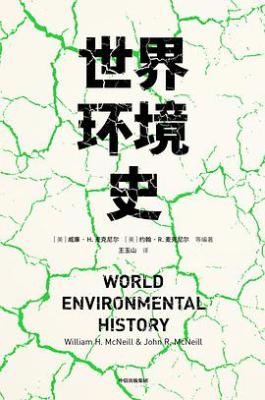 世界
环境
史
［美］威廉·H.麦克尼尔 ［美］约翰·R.麦克尼尔 等编著
王玉山 译
WORLD
ENVIRONMENTAL
HISTORY
William H. McNeill & John R. McNeill
中信出版集团